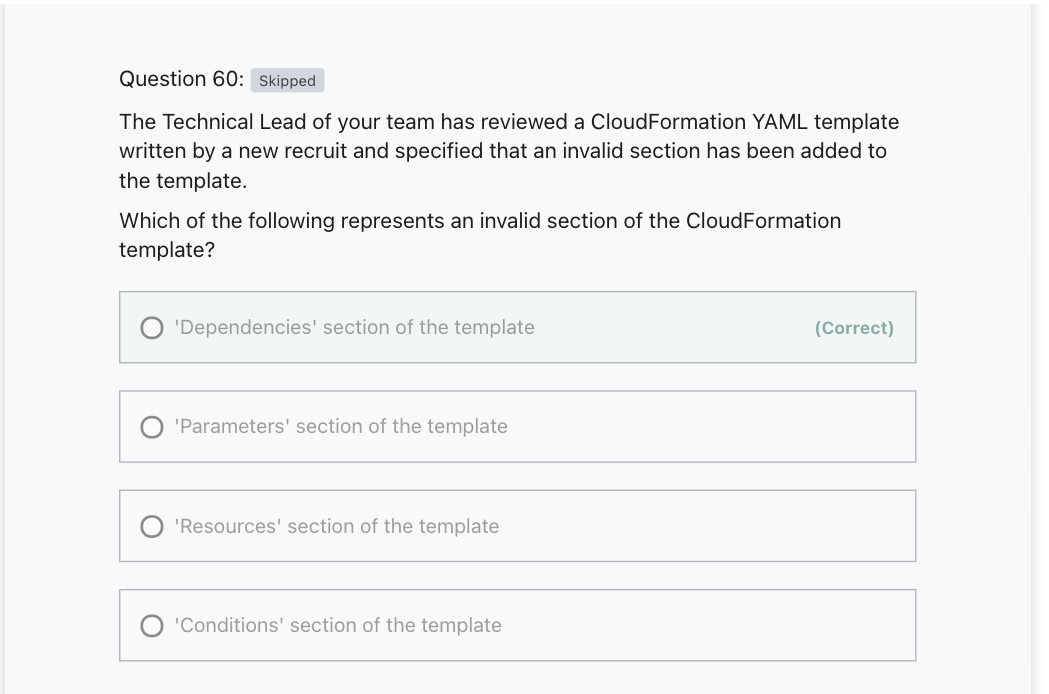 Question 60: Skipped
The Technical Lead of your team has reviewed a CloudFormation YAML template
written by a new recruit and specified that an invalid section has been added to
the template.
Which of the following represents an invalid section of the CloudFormation
template?
'Dependencies' section of the template (Correct)
'Parameters' section of the template
'Resources' section of the template
'Conditions' section of the template